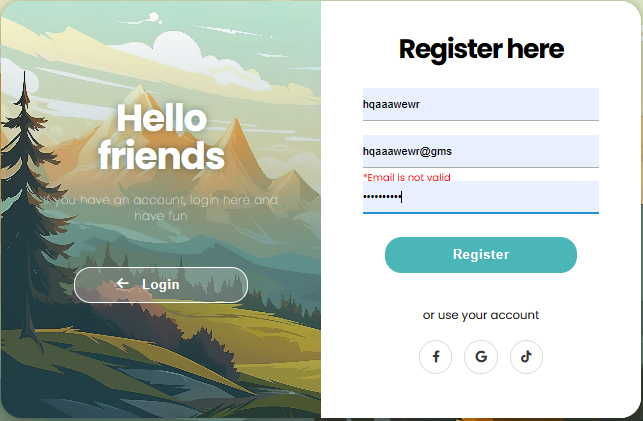 Hello
friends
if you have an account, login here and
have fun
Login
Register here
hqaaawewr
hqaaawewr@gms
*Email is not valid
••••••••••
Register
or use your account